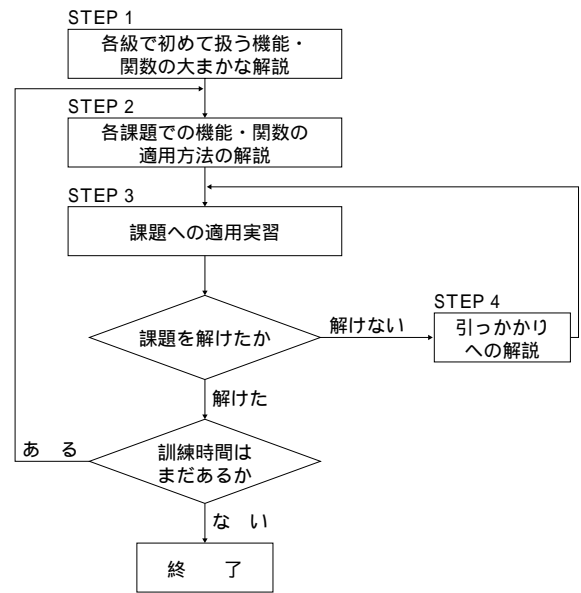 STEP 1
各級で初めて扱う機能・
関数の大まかな解説
STEP 2
各課題での機能・関数の
適用方法の解説
STEP 3
課題への適用実習
課題を解けたか
解けない
STEP 4
引っかかり
への解説
解けた
訓練時間は
まだあるか
あ る
な い
終 了